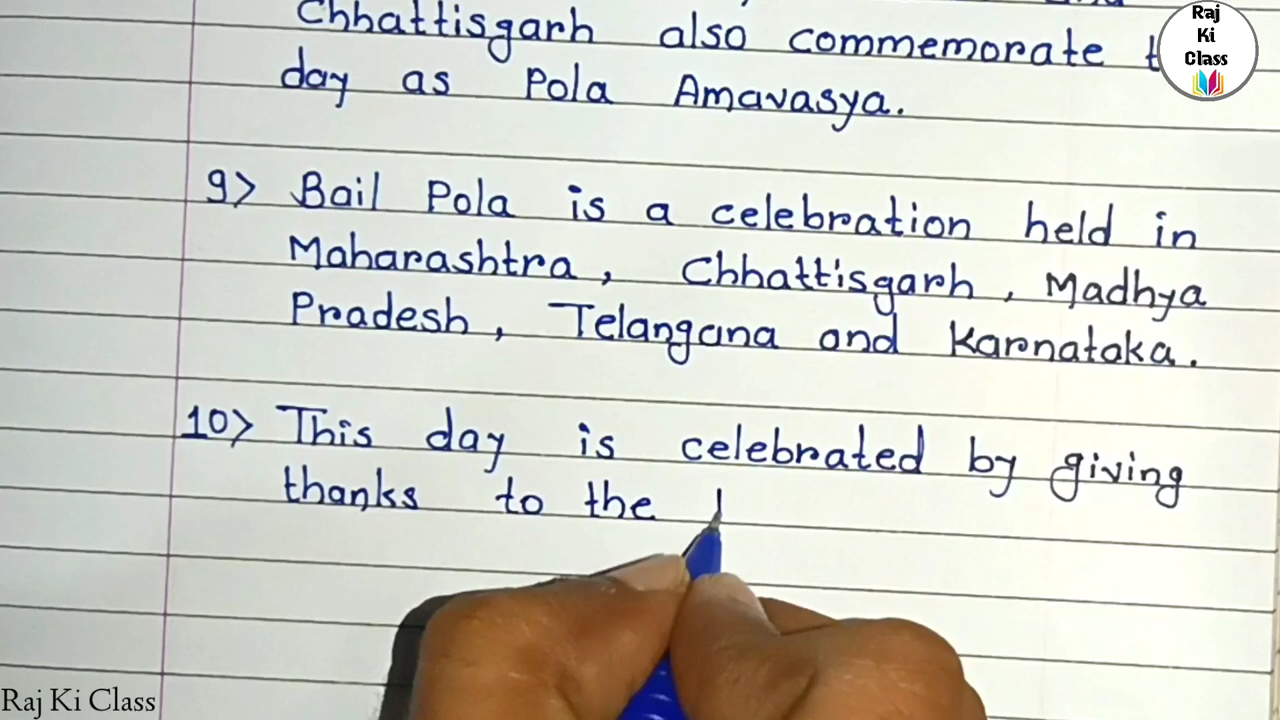 Chhattisgarh also commemorate
day as Pola Amavasya.
9> Bail Pola is a celebration held in
Maharashtra, Chhattisgarh, Madhya
Pradesh, Telangana and Karnataka.
10> This day is celebrated by giving
thanks to the
Raj
Ki
Class
Raj Ki Class